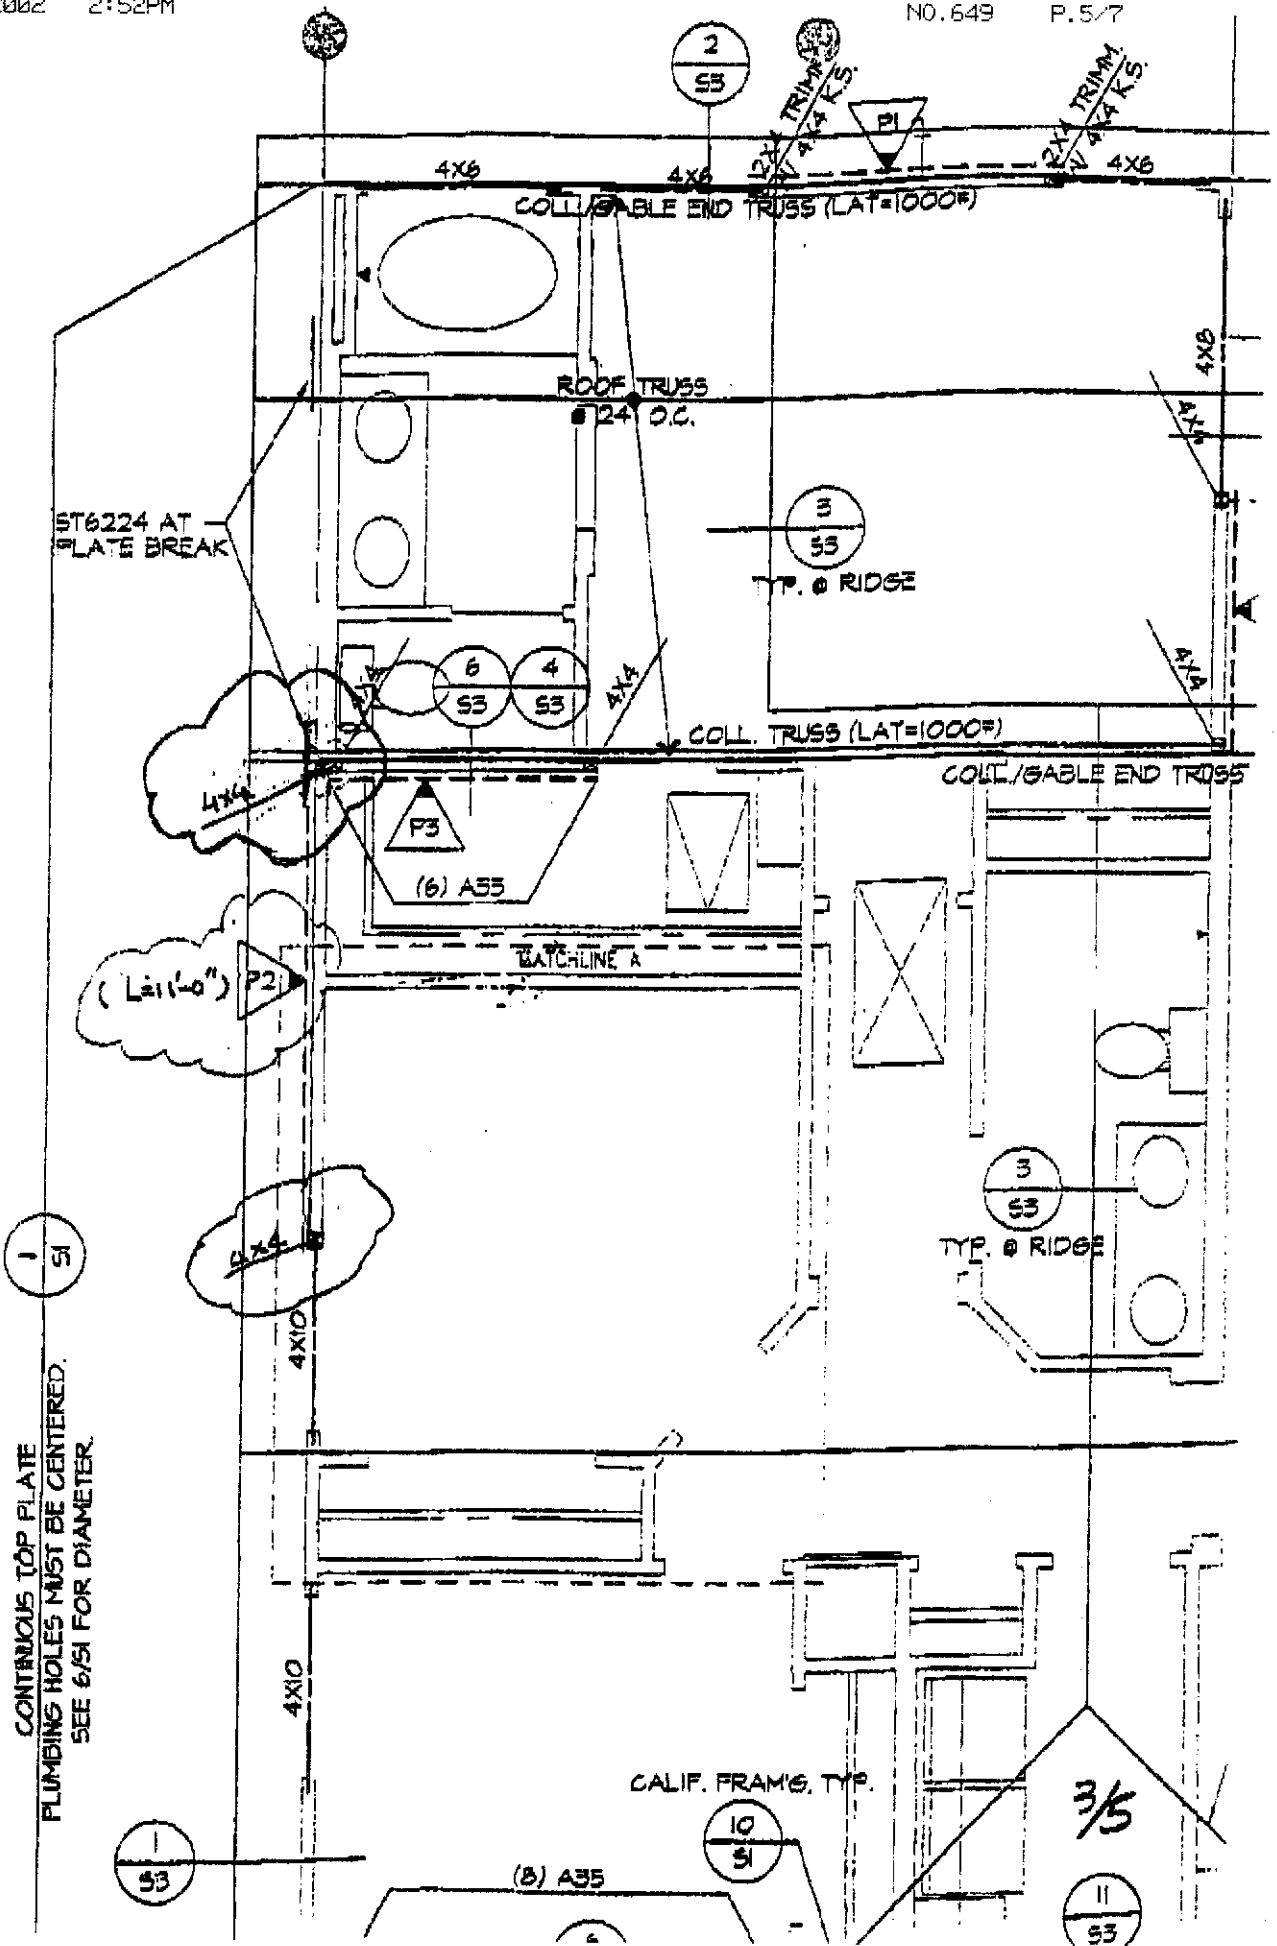 2:52PM
NO.649 P.5/7
2
S3
2X4 TRIMM.
W/ 4X4 K.S.
P1
2X4 TRIMM.
W/ 4X4 K.S.
4X6
4X6
4X6
COLL./GABLE END TRUSS (LAT=1000#)
4X8
ROOF TRUSS
@ 24" O.C.
ST6224 AT
PLATE BREAK
3
S3
TYP. @ RIDGE
6
S3
4
S3
4X4
4X4
COLL. TRUSS (LAT=1000#)
COLL./GABLE END TRUSS
4x4
P3
(6) A35
MATCHLINE A
(L=11'-0")
P2
3
S3
TYP. @ RIDGE
4x4
1
S1
4X10
CONTINUOUS TOP PLATE
PLUMBING HOLES MUST BE CENTERED.
SEE 6/S1 FOR DIAMETER.
4X10
CALIF. FRAM'G. TYP.
10
S1
3/5
1
S3
(8) A35
11
S3